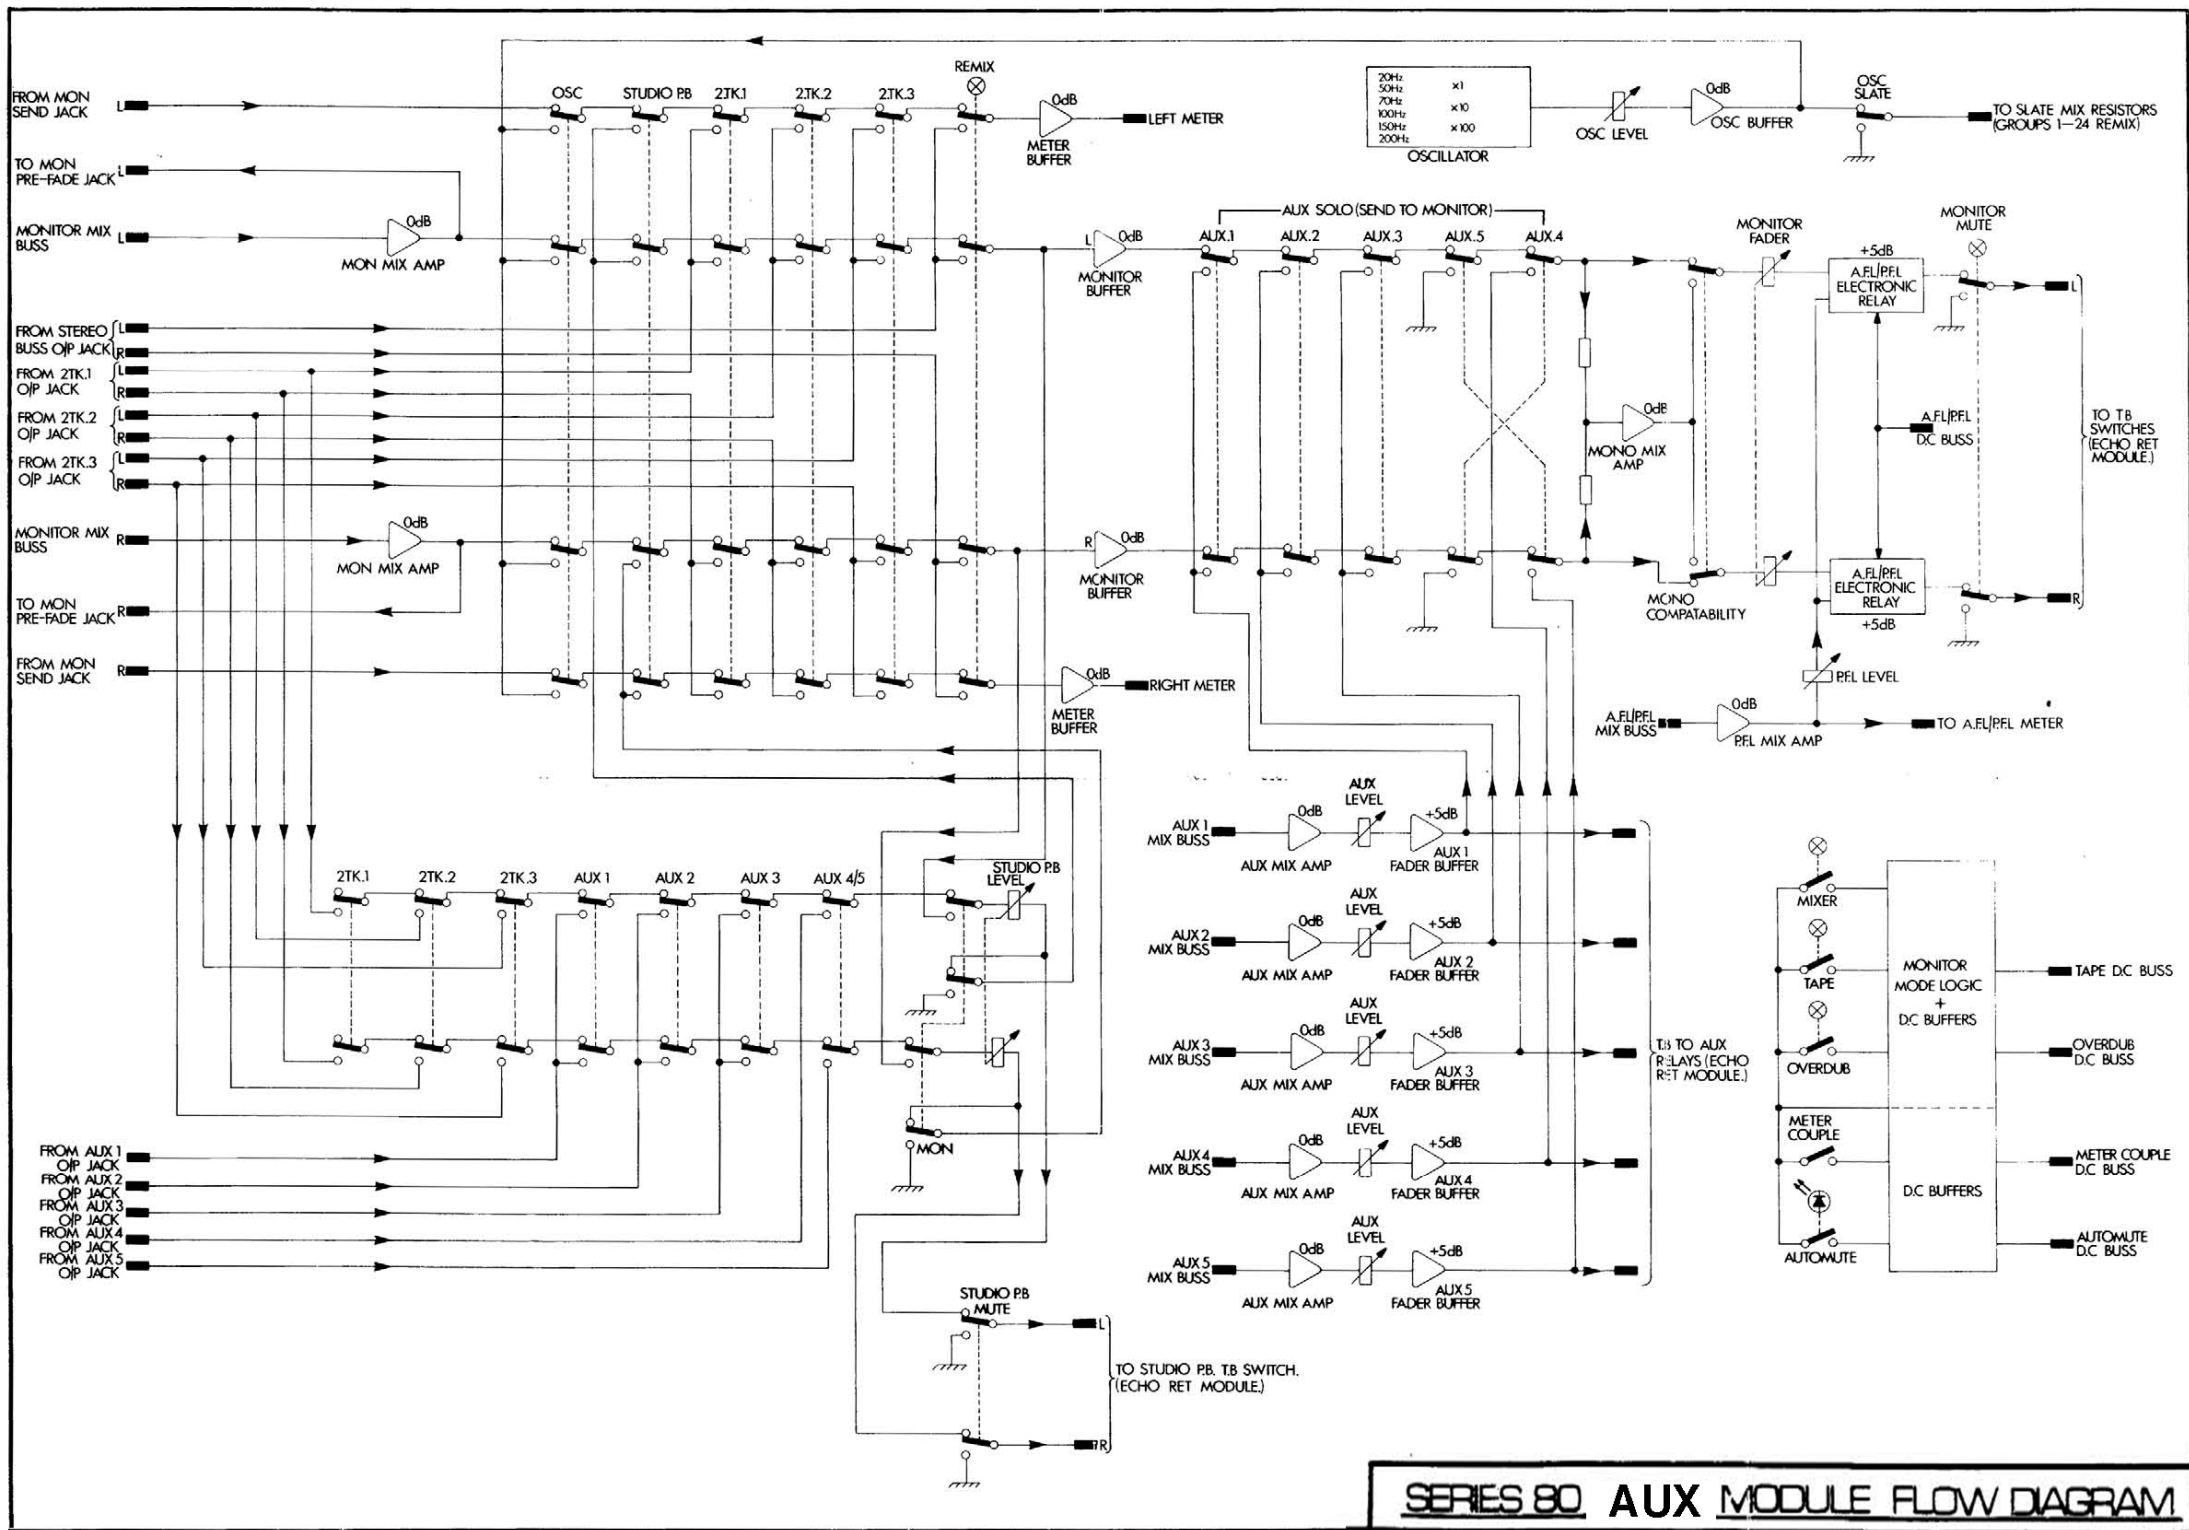 FROM MON
SEND JACK L
TO MON
PRE-FADE JACK L
MONITOR MIX
BUSS L
0dB
MON MIX AMP
FROM STEREO L
BUSS O/P JACK R
FROM 2TK.1 L
O/P JACK R
FROM 2TK.2 L
O/P JACK R
FROM 2TK.3 L
O/P JACK R
MONITOR MIX
BUSS R
0dB
MON MIX AMP
TO MON
PRE-FADE JACK R
FROM MON
SEND JACK R
OSC
STUDIO P.B
2.TK.1
2.TK.2
2.TK.3
REMIX
0dB
METER
BUFFER
LEFT METER
L
0dB
MONITOR
BUFFER
R
0dB
MONITOR
BUFFER
0dB
METER
BUFFER
RIGHT METER
20Hz
50Hz
70Hz
100Hz
150Hz
200Hz
×1
×10
×100
OSCILLATOR
OSC LEVEL
0dB
OSC BUFFER
OSC
SLATE
TO SLATE MIX RESISTORS
(GROUPS 1-24 REMIX)
AUX SOLO (SEND TO MONITOR)
AUX.1
AUX.2
AUX.3
AUX.5
AUX.4
0dB
MONO MIX
AMP
MONO
COMPATABILITY
MONITOR
FADER
+5dB
A.F.L/P.F.L
ELECTRONIC
RELAY
MONITOR
MUTE
L
A.F.L/P.F.L
D.C BUSS
TO T.B
SWITCHES
(ECHO RET
MODULE.)
A.F.L/P.F.L
ELECTRONIC
RELAY
+5dB
R
P.F.L LEVEL
A.F.L/P.F.L
MIX BUSS
0dB
P.F.L MIX AMP
TO A.F.L/P.F.L METER
2TK.1
2TK.2
2TK.3
AUX 1
AUX 2
AUX 3
AUX 4/5
STUDIO P.B
LEVEL
MON
FROM AUX 1
O/P JACK
FROM AUX 2
O/P JACK
FROM AUX 3
O/P JACK
FROM AUX 4
O/P JACK
FROM AUX 5
O/P JACK
STUDIO P.B
MUTE
L
R
TO STUDIO P.B. T.B SWITCH.
(ECHO RET MODULE.)
AUX 1
MIX BUSS
0dB
AUX MIX AMP
AUX
LEVEL
+5dB
AUX 1
FADER BUFFER
AUX 2
MIX BUSS
0dB
AUX MIX AMP
AUX
LEVEL
+5dB
AUX 2
FADER BUFFER
AUX 3
MIX BUSS
0dB
AUX MIX AMP
AUX
LEVEL
+5dB
AUX 3
FADER BUFFER
AUX 4
MIX BUSS
0dB
AUX MIX AMP
AUX
LEVEL
+5dB
AUX 4
FADER BUFFER
AUX 5
MIX BUSS
0dB
AUX MIX AMP
AUX
LEVEL
+5dB
AUX 5
FADER BUFFER
T.B TO AUX
RELAYS (ECHO
RET MODULE.)
MIXER
TAPE
OVERDUB
METER
COUPLE
AUTOMUTE
MONITOR
MODE LOGIC
+
D.C BUFFERS
D.C BUFFERS
TAPE D.C BUSS
OVERDUB
D.C BUSS
METER COUPLE
D.C BUSS
AUTOMUTE
D.C BUSS
SERIES 80 AUX MODULE FLOW DIAGRAM